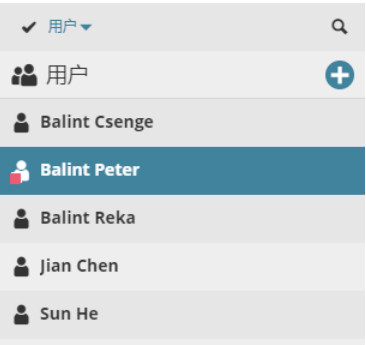 用户
用户
Balint Csenge
Balint Peter
Balint Reka
Jian Chen
Sun He